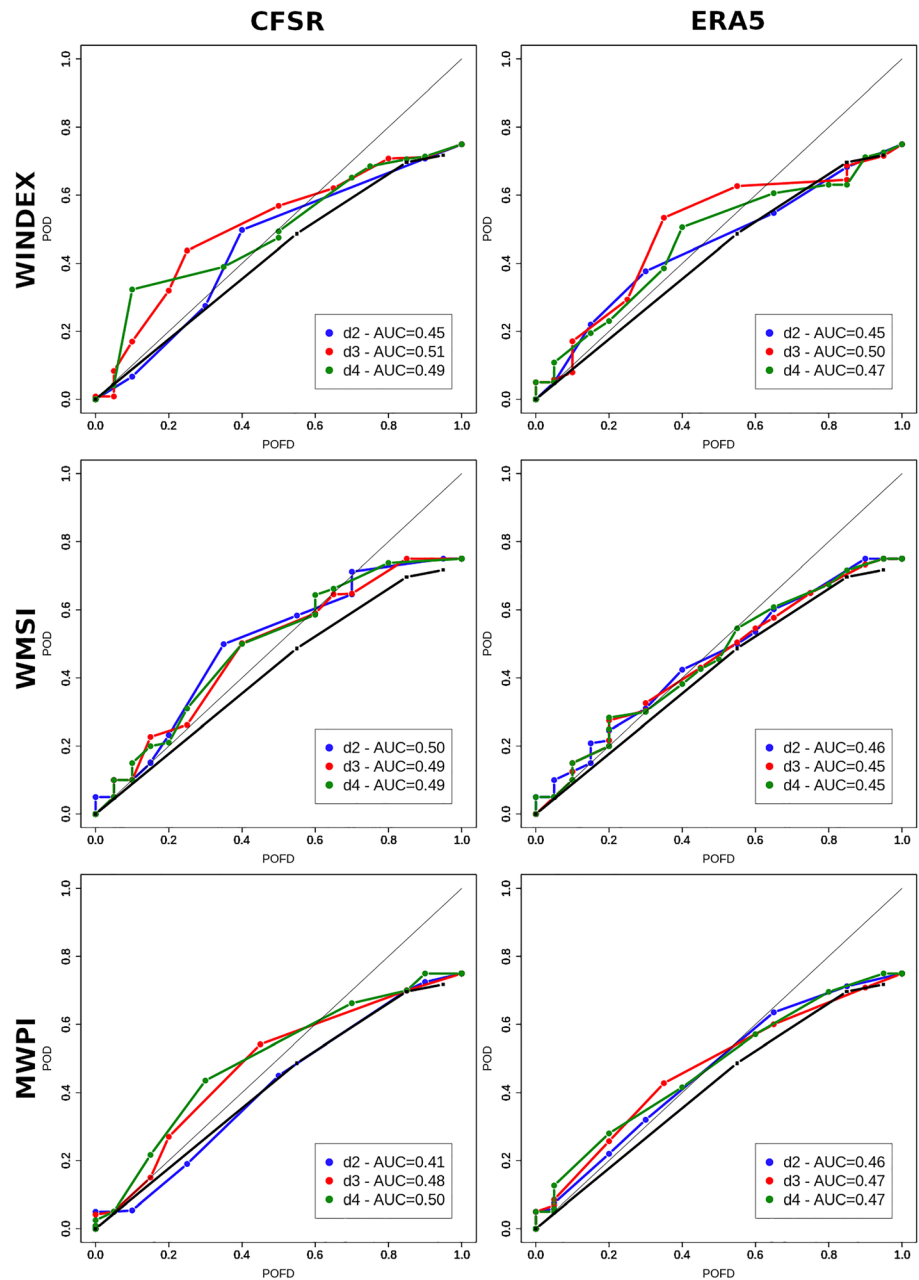 CFSR ERA5
WINDEX
POD
1.0
0.8
0.6
0.4
0.2
0.0
d2 - AUC=0.45
d3 - AUC=0.51
d4 - AUC=0.49
0.0 0.2 0.4 0.6 0.8 1.0
POFD
POD
1.0
0.8
0.6
0.4
0.2
0.0
d2 - AUC=0.45
d3 - AUC=0.50
d4 - AUC=0.47
0.0 0.2 0.4 0.6 0.8 1.0
POFD
WMSI
POD
1.0
0.8
0.6
0.4
0.2
0.0
d2 - AUC=0.50
d3 - AUC=0.49
d4 - AUC=0.49
0.0 0.2 0.4 0.6 0.8 1.0
POFD
POD
1.0
0.8
0.6
0.4
0.2
0.0
d2 - AUC=0.46
d3 - AUC=0.45
d4 - AUC=0.45
0.0 0.2 0.4 0.6 0.8 1.0
POFD
MWPI
POD
1.0
0.8
0.6
0.4
0.2
0.0
d2 - AUC=0.41
d3 - AUC=0.48
d4 - AUC=0.50
0.0 0.2 0.4 0.6 0.8 1.0
POFD
POD
1.0
0.8
0.6
0.4
0.2
0.0
d2 - AUC=0.46
d3 - AUC=0.47
d4 - AUC=0.47
0.0 0.2 0.4 0.6 0.8 1.0
POFD